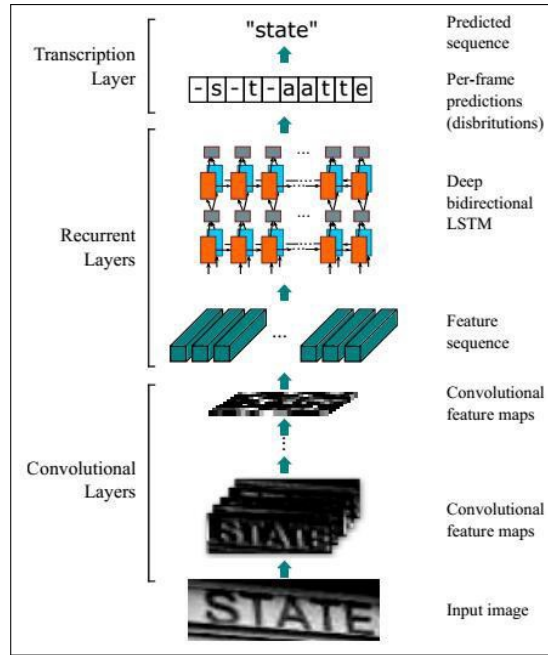 "state"
Predicted
sequence
Transcription
Layer
-s-t-aatte
Per-frame
predictions
(disbritutions)
...
Recurrent
Layers
Deep
bidirectional
LSTM
...
Feature
sequence
Convolutional
Layers
Convolutional
feature maps
STATE
Convolutional
feature maps
STATE
Input image